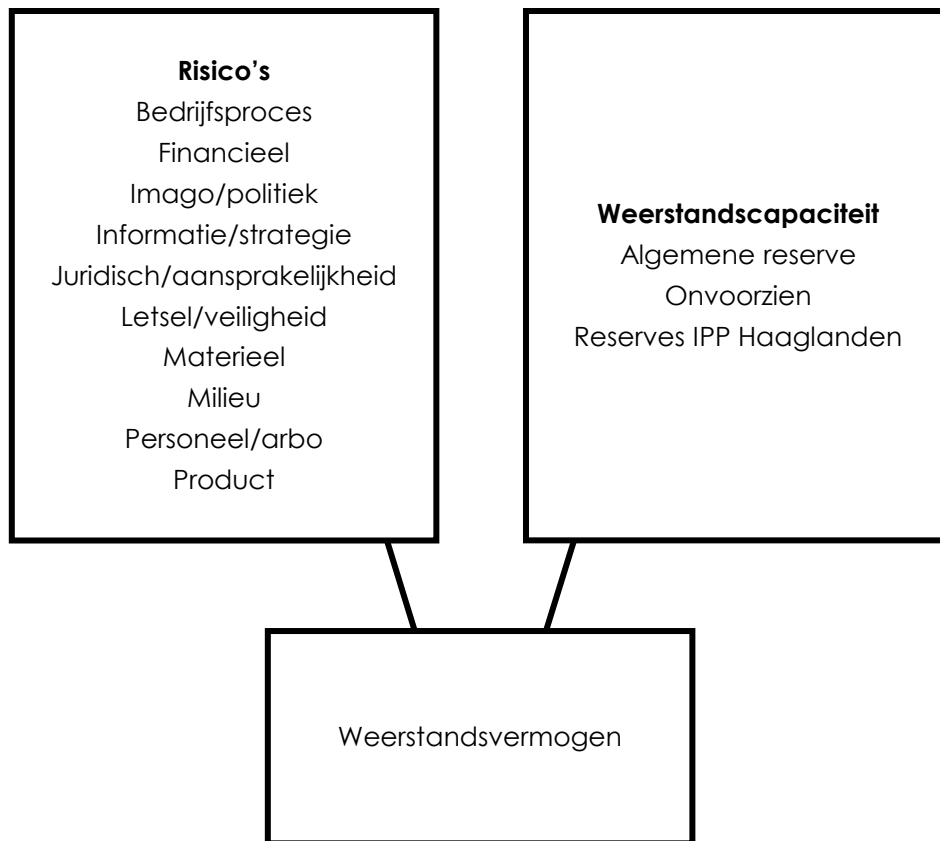 Risico’s
Bedrijfsproces
Financieel
Imago/politiek
Informatie/strategie
Juridisch/aansprakelijkheid
Letsel/veiligheid
Materieel
Milieu
Personeel/arbo
Product
Weerstandscapaciteit
Algemene reserve
Onvoorzien
Reserves IPP Haaglanden
Weerstandsvermogen